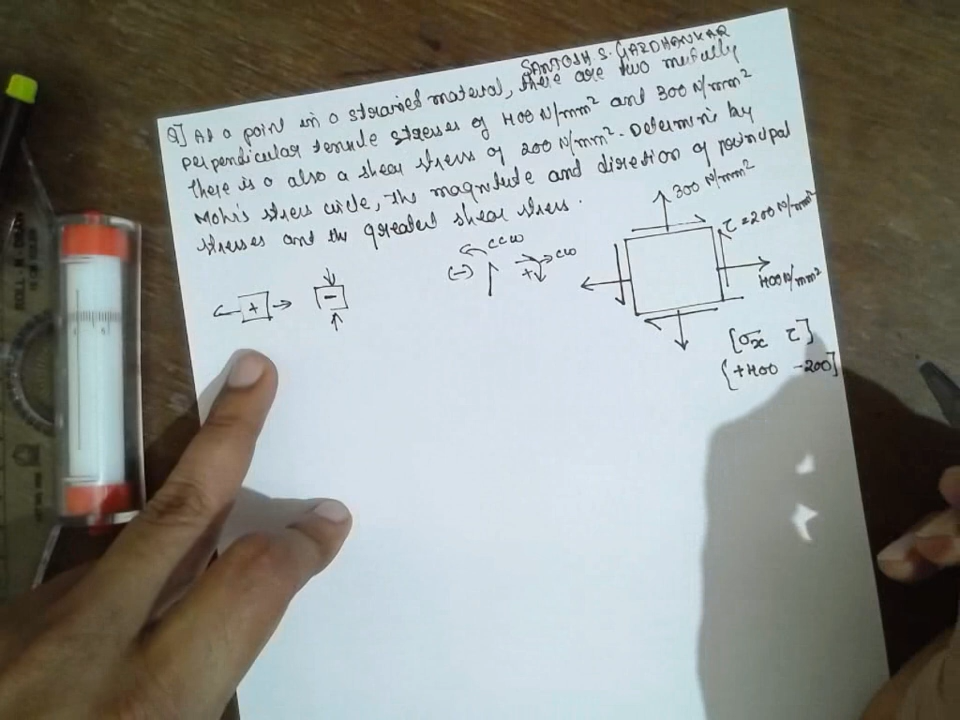 SANTOSH S. GARDHANKAR
Q] At a point in a strained material, there are two mutually
perpendicular tensile stresses of 400 N/mm² and 300 N/mm²
there is a also a shear stress of 200 N/mm². Determine by
Mohr's stress circle, the magnitude and direction of principal
stresses and the greatest shear stress.
300 N/mm²
τ = 200 N/mm²
400 N/mm²
CCW
(-)
+
CW
+
-
[σx τ]
[+400 -200]